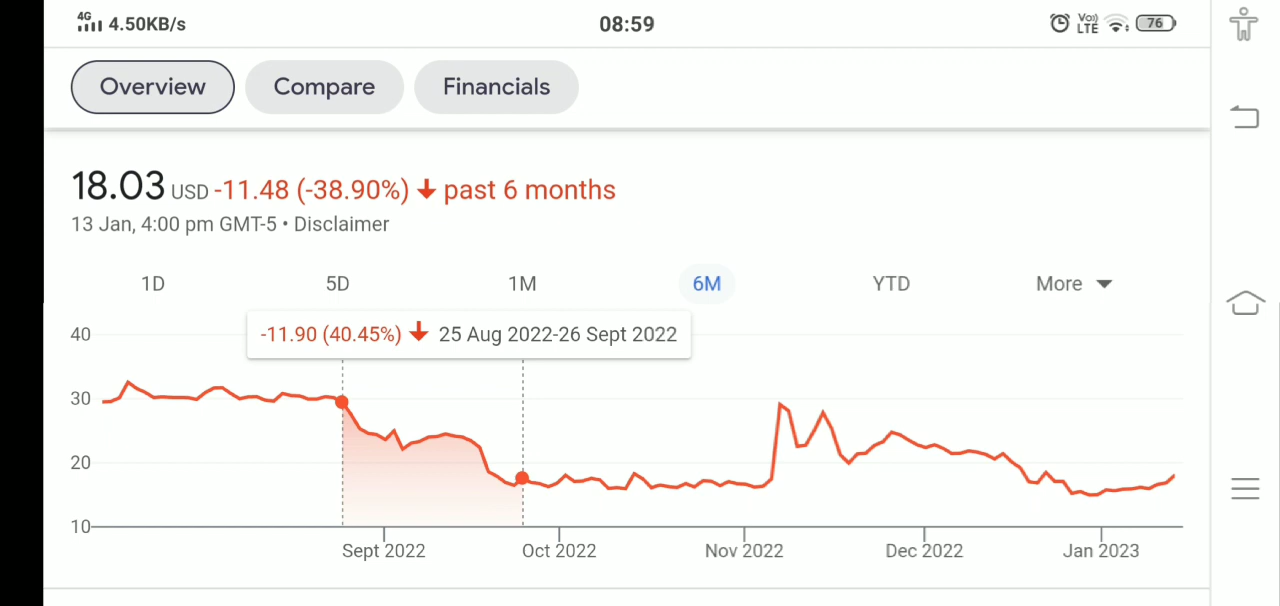 4G 4.50KB/s 08:59 Vo)) LTE 76
Overview Compare Financials
18.03 USD -11.48 (-38.90%) ↓ past 6 months
13 Jan, 4:00 pm GMT-5 • Disclaimer
1D 5D 1M 6M YTD More
-11.90 (40.45%) ↓ 25 Aug 2022-26 Sept 2022
40
30
20
10
Sept 2022 Oct 2022 Nov 2022 Dec 2022 Jan 2023